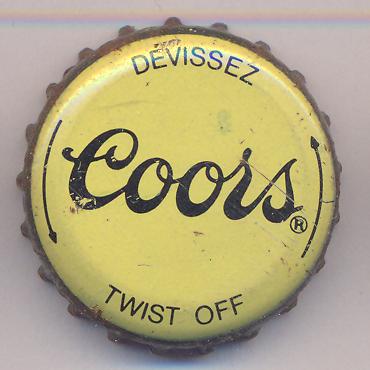 DEVISSEZ
Coors ®
TWIST OFF